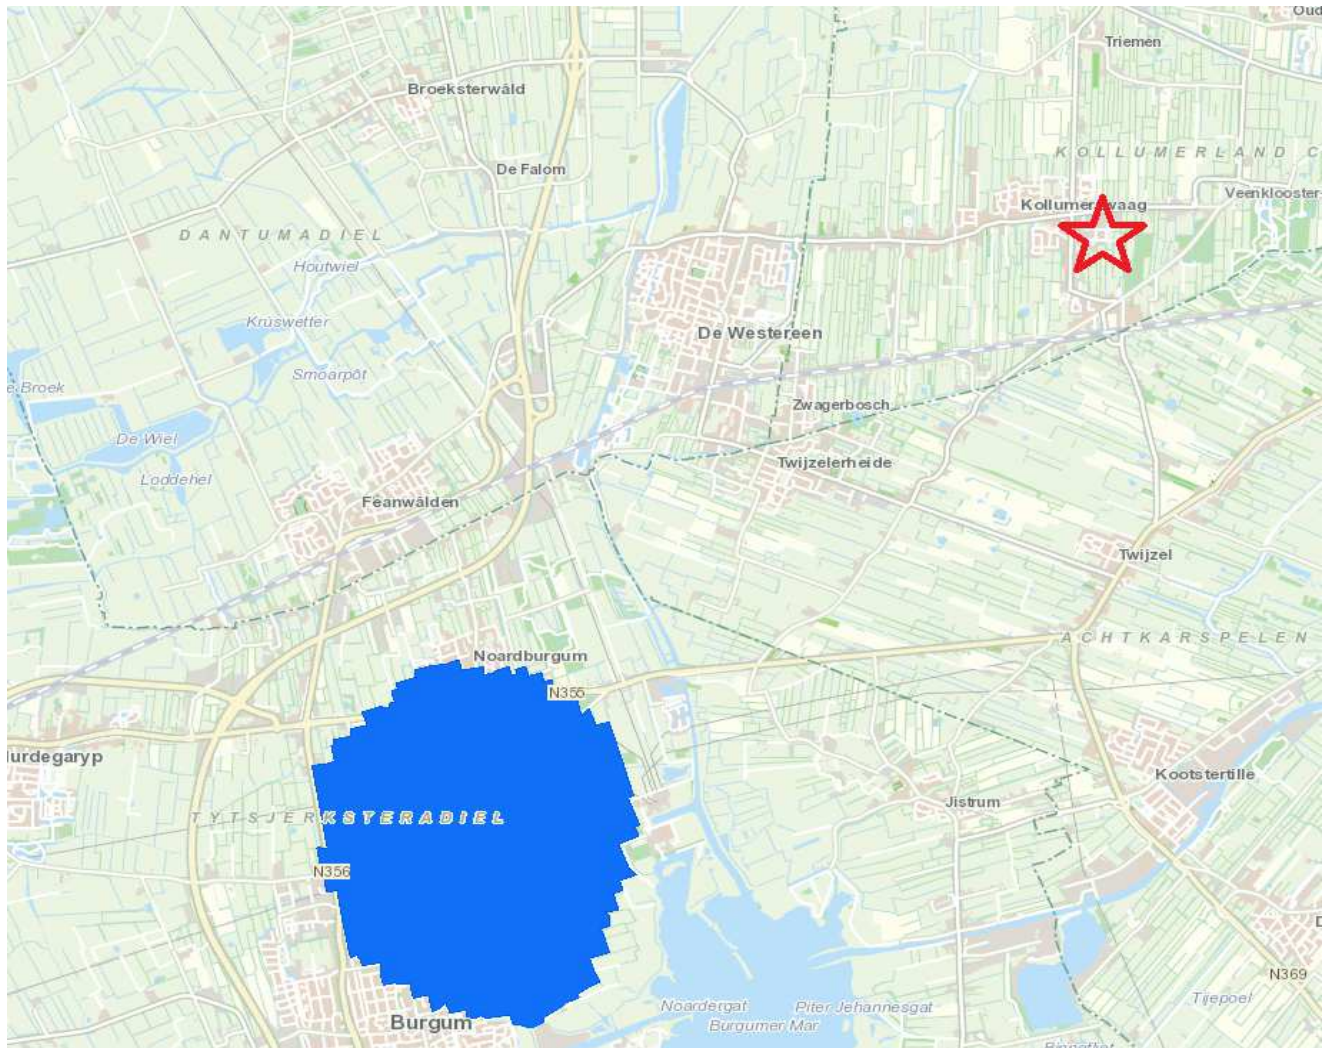 Oud
Triemen
Broeksterwâld
KOLLUMERLAND C
De Falom
Veenklooster
Kollumerzwaag
DANTUMADIEL
Houtwiel
Krúswetter
De Westereen
Smoarpôt
e Broek
Zwagerbosch
De Wiel
Twijzelerheide
Loddehel
Feanwâlden
Twijzel
ACHTKARSPELEN
Noardburgum
N355
urdegaryp
Kootstertille
Jistrum
TYTSJERKSTERADIEL
N356
D
N369
Tijepoel
Noardergat
Piter Jehannesgat
Burgum
Burgumer Mar